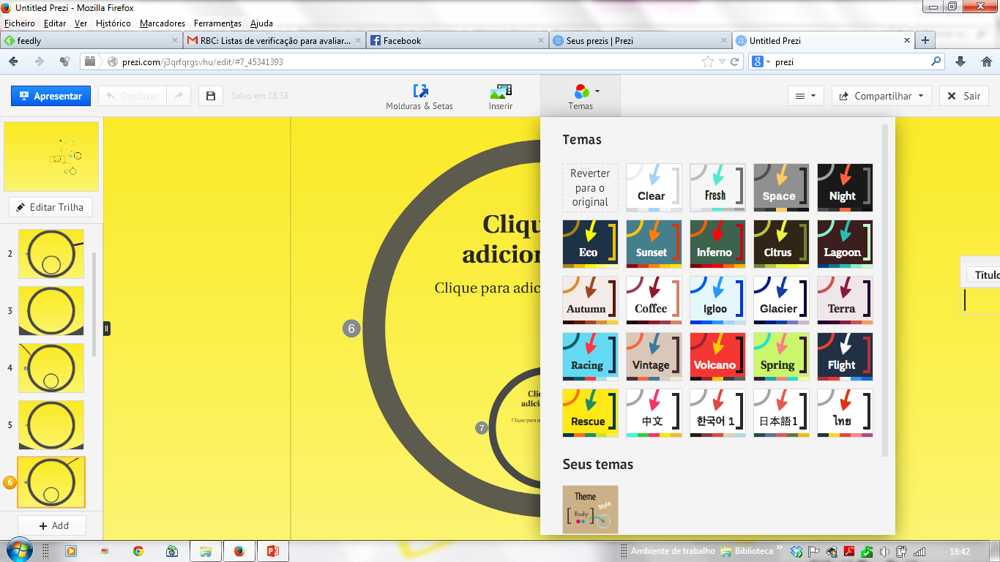 Untitled Prezi - Mozilla Firefox
Ficheiro Editar Ver Histórico Marcadores Ferramentas Ajuda
feedly
RBC: Listas de verificação para avaliar...
Facebook
Seus prezis | Prezi
Untitled Prezi
prezi.com/j3qrfqrgsvhu/edit/#7_45341393
prezi
Apresentar
Desfazer
Salvo em 18:38
Molduras & Setas
Inserir
Temas
Compartilhar
Sair
Editar Trilha
2
3
4
5
6
Add
Cliqu
adicion
Clique para adic
6
7
Cliq
adicion
Clique para a
Temas
Reverter
para o
original
Clear
Fresh
Space
Night
Eco
Sunset
Inferno
Citrus
Lagoon
Autumn
Coffee
Igloo
Glacier
Terra
Racing
Vintage
Volcano
Spring
Flight
Rescue
中文
한국어 1
日本語1
ไทย
Seus temas
Theme
Style
Body
Título
Ambiente de trabalho
Biblioteca
18:42